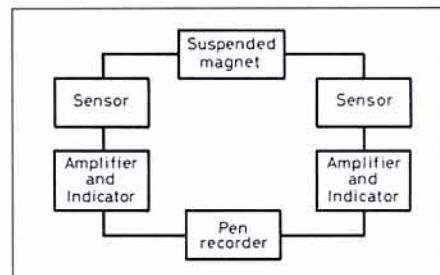 Suspended
magnet
Sensor
Sensor
Amplifier
and
Indicator
Amplifier
and
Indicator
Pen
recorder